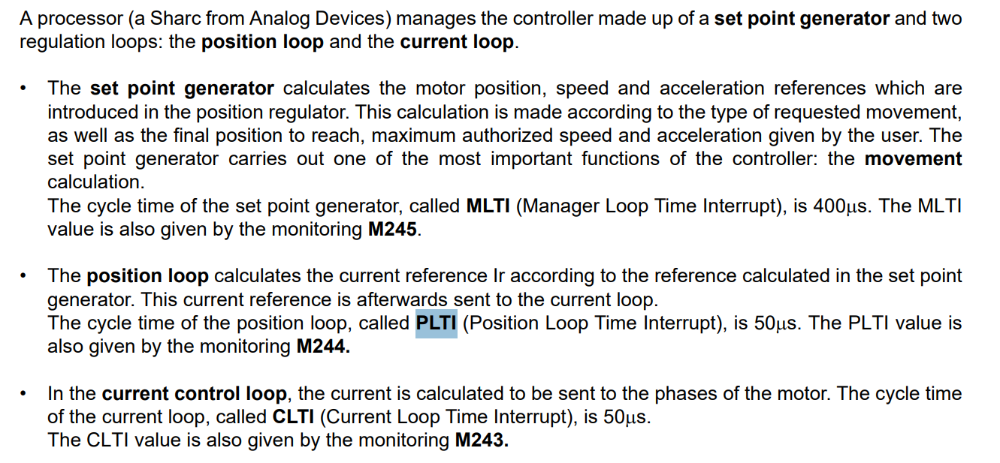 A processor (a Sharc from Analog Devices) manages the controller made up of a set point generator and two
regulation loops: the position loop and the current loop.
• The set point generator calculates the motor position, speed and acceleration references which are
introduced in the position regulator. This calculation is made according to the type of requested movement,
as well as the final position to reach, maximum authorized speed and acceleration given by the user. The
set point generator carries out one of the most important functions of the controller: the movement
calculation.
The cycle time of the set point generator, called MLTI (Manager Loop Time Interrupt), is 400μs. The MLTI
value is also given by the monitoring M245.
• The position loop calculates the current reference Ir according to the reference calculated in the set point
generator. This current reference is afterwards sent to the current loop.
The cycle time of the position loop, called PLTI (Position Loop Time Interrupt), is 50μs. The PLTI value is
also given by the monitoring M244.
• In the current control loop, the current is calculated to be sent to the phases of the motor. The cycle time
of the current loop, called CLTI (Current Loop Time Interrupt), is 50μs.
The CLTI value is also given by the monitoring M243.